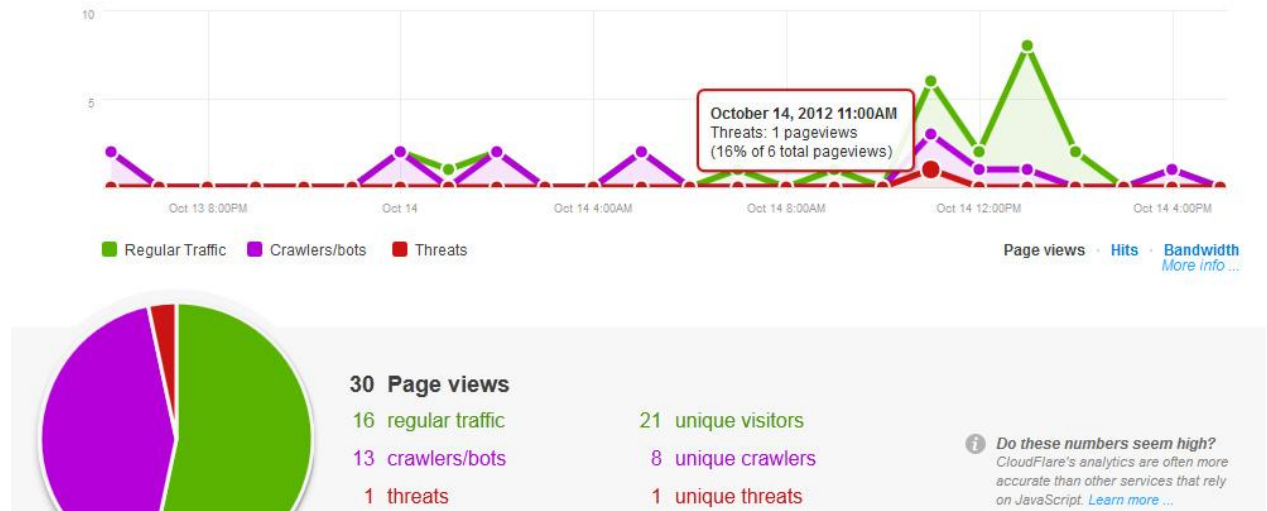 10
5
October 14, 2012 11:00AM
Threats: 1 pageviews
(16% of 6 total pageviews)
Oct 13 8:00PM
Oct 14
Oct 14 4:00AM
Oct 14 8:00AM
Oct 14 12:00PM
Oct 14 4:00PM
Regular Traffic
Crawlers/bots
Threats
Page views · Hits · Bandwidth
More info ...
30 Page views
16 regular traffic
21 unique visitors
13 crawlers/bots
8 unique crawlers
1 threats
1 unique threats
Do these numbers seem high?
CloudFlare's analytics are often more
accurate than other services that rely
on JavaScript. Learn more ...